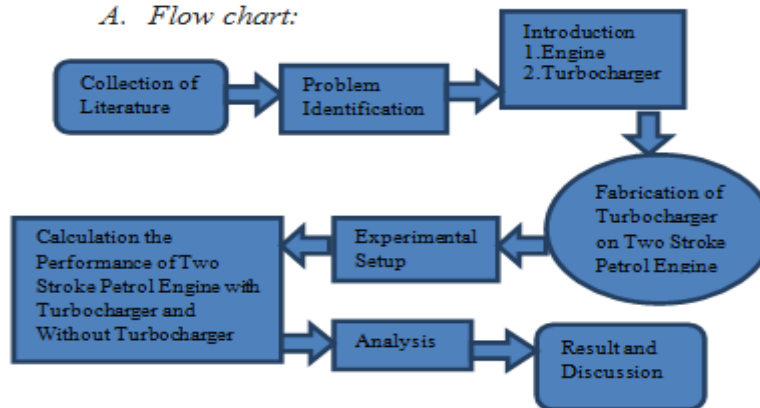 A. Flow chart:
Collection of
Literature
Problem
Identification
Introduction
1.Engine
2.Turbocharger
Fabrication of
Turbocharger
on Two Stroke
Petrol Engine
Experimental
Setup
Calculation the
Performance of Two
Stroke Petrol Engine with
Turbocharger and
Without Turbocharger
Analysis
Result and
Discussion